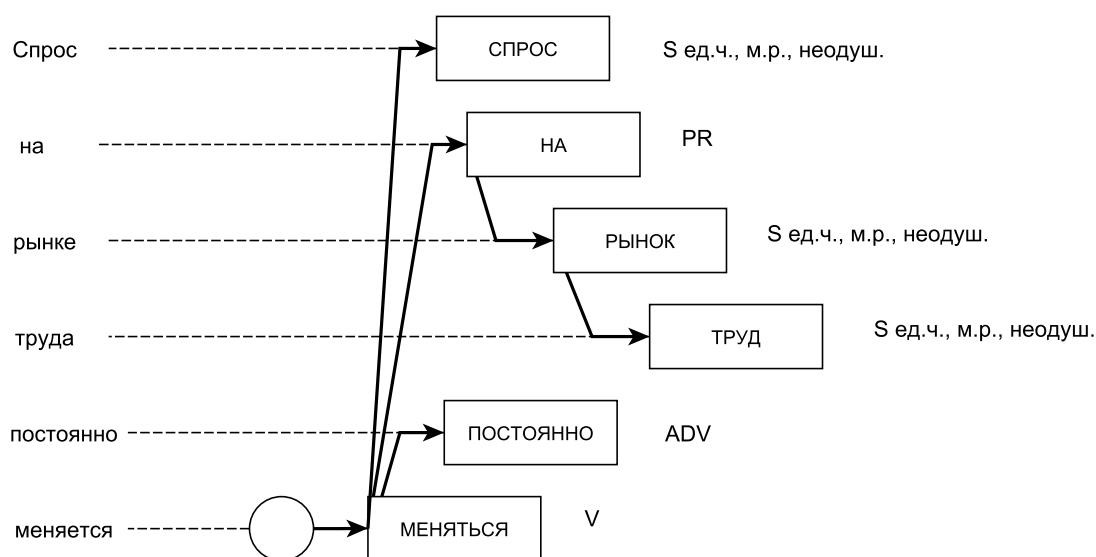 Спрос СПРОС S ед.ч., м.р., неодуш.
на НА PR
рынке РЫНОК S ед.ч., м.р., неодуш.
труда ТРУД S ед.ч., м.р., неодуш.
постоянно ПОСТОЯННО ADV
меняется МЕНЯТЬСЯ V